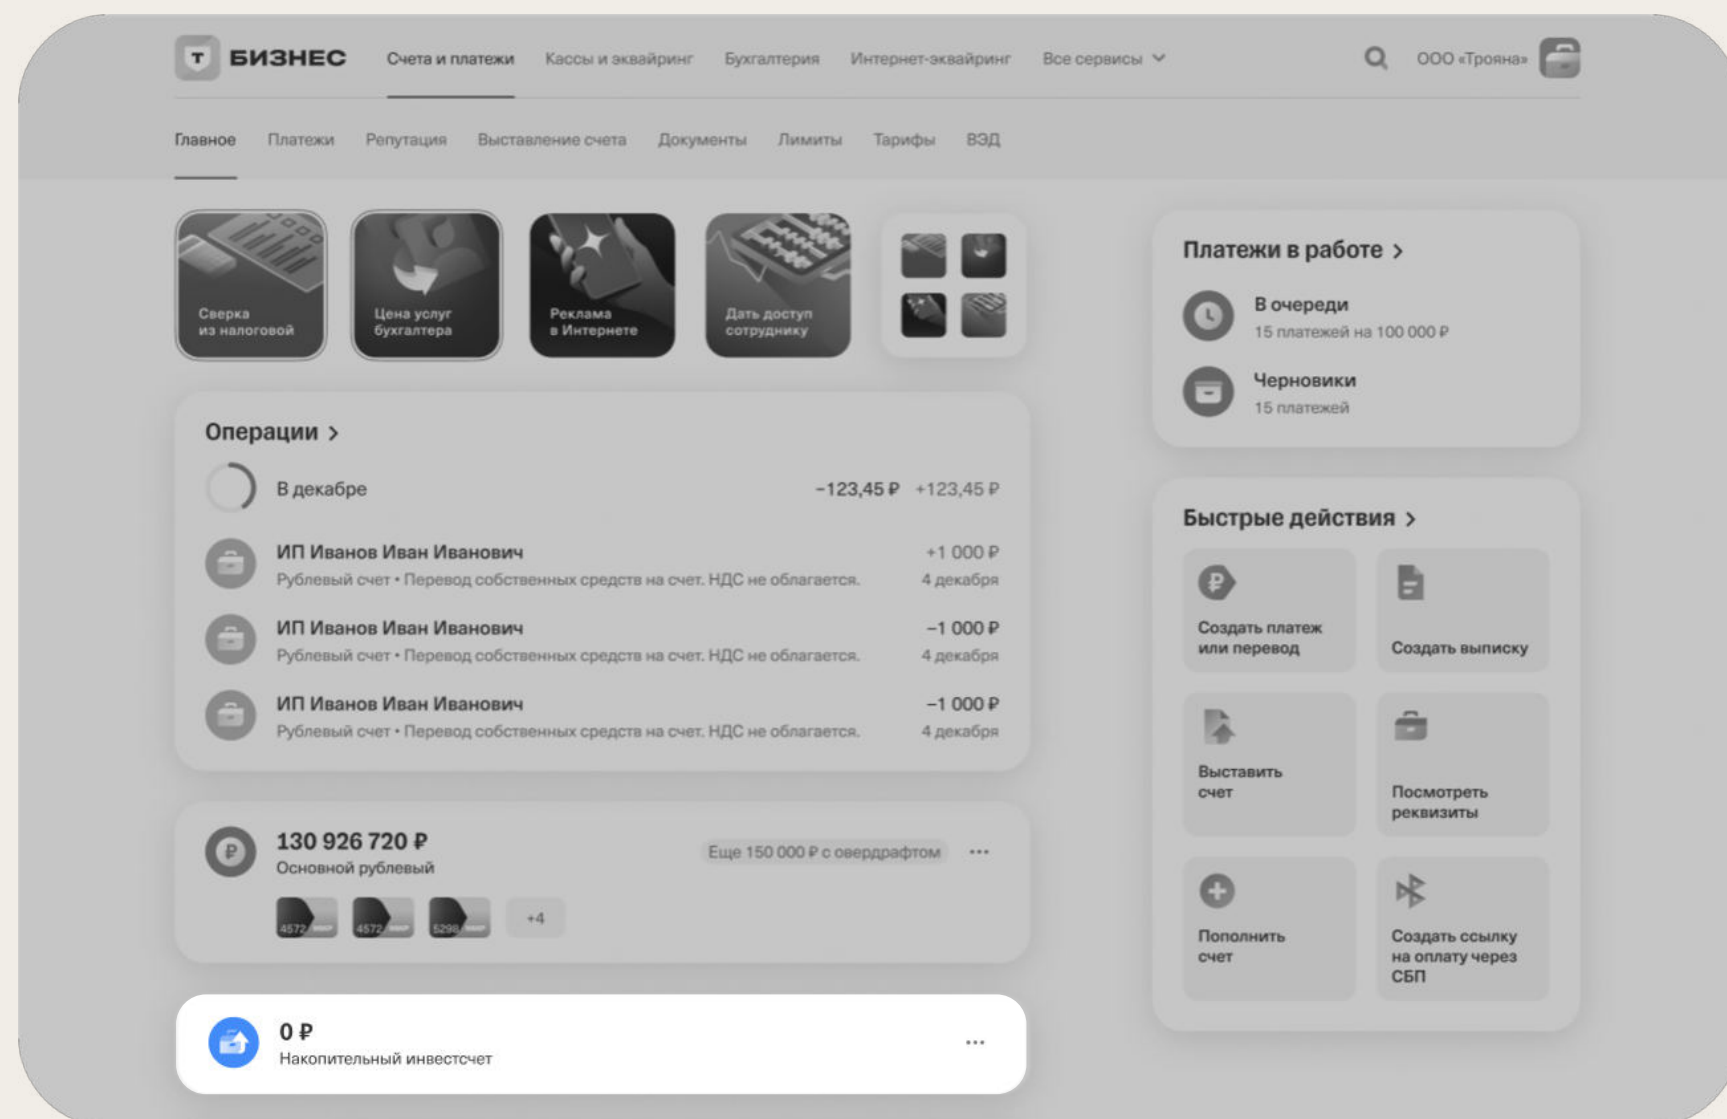 Т БИЗНЕС
Счета и платежи
Кассы и эквайринг
Бухгалтерия
Интернет-эквайринг
Все сервисы
ООО «Трояна»
Главное
Платежи
Репутация
Выставление счета
Документы
Лимиты
Тарифы
ВЭД
Сверка
из налоговой
Цена услуг
бухгалтера
Реклама
в Интернете
Дать доступ
сотруднику
Операции
В декабре
−123,45 ₽ +123,45 ₽
ИП Иванов Иван Иванович
+1 000 ₽
Рублевый счет • Перевод собственных средств на счет. НДС не облагается.
4 декабря
ИП Иванов Иван Иванович
−1 000 ₽
Рублевый счет • Перевод собственных средств на счет. НДС не облагается.
4 декабря
ИП Иванов Иван Иванович
−1 000 ₽
Рублевый счет • Перевод собственных средств на счет. НДС не облагается.
4 декабря
130 926 720 ₽
Основной рублевый
Еще 150 000 ₽ с овердрафтом
4572
4572
5298
+4
0 ₽
Накопительный инвестсчет
Платежи в работе
В очереди
15 платежей на 100 000 ₽
Черновики
15 платежей
Быстрые действия
Создать платеж
или перевод
Создать выписку
Выставить
счет
Посмотреть
реквизиты
Пополнить
счет
Создать ссылку
на оплату через
СБП